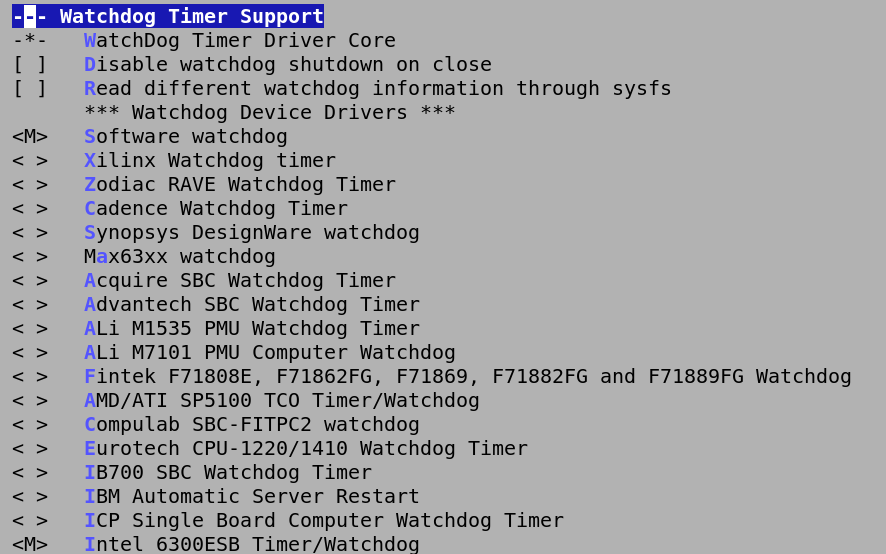 --- Watchdog Timer Support
-*-   WatchDog Timer Driver Core
[ ]   Disable watchdog shutdown on close
[ ]   Read different watchdog information through sysfs
      *** Watchdog Device Drivers ***
<M>   Software watchdog
< >   Xilinx Watchdog timer
< >   Zodiac RAVE Watchdog Timer
< >   Cadence Watchdog Timer
< >   Synopsys DesignWare watchdog
< >   Max63xx watchdog
< >   Acquire SBC Watchdog Timer
< >   Advantech SBC Watchdog Timer
< >   ALi M1535 PMU Watchdog Timer
< >   ALi M7101 PMU Computer Watchdog
< >   Fintek F71808E, F71862FG, F71869, F71882FG and F71889FG Watchdog
< >   AMD/ATI SP5100 TCO Timer/Watchdog
< >   Compulab SBC-FITPC2 watchdog
< >   Eurotech CPU-1220/1410 Watchdog Timer
< >   IB700 SBC Watchdog Timer
< >   IBM Automatic Server Restart
< >   ICP Single Board Computer Watchdog Timer
<M>   Intel 6300ESB Timer/Watchdog